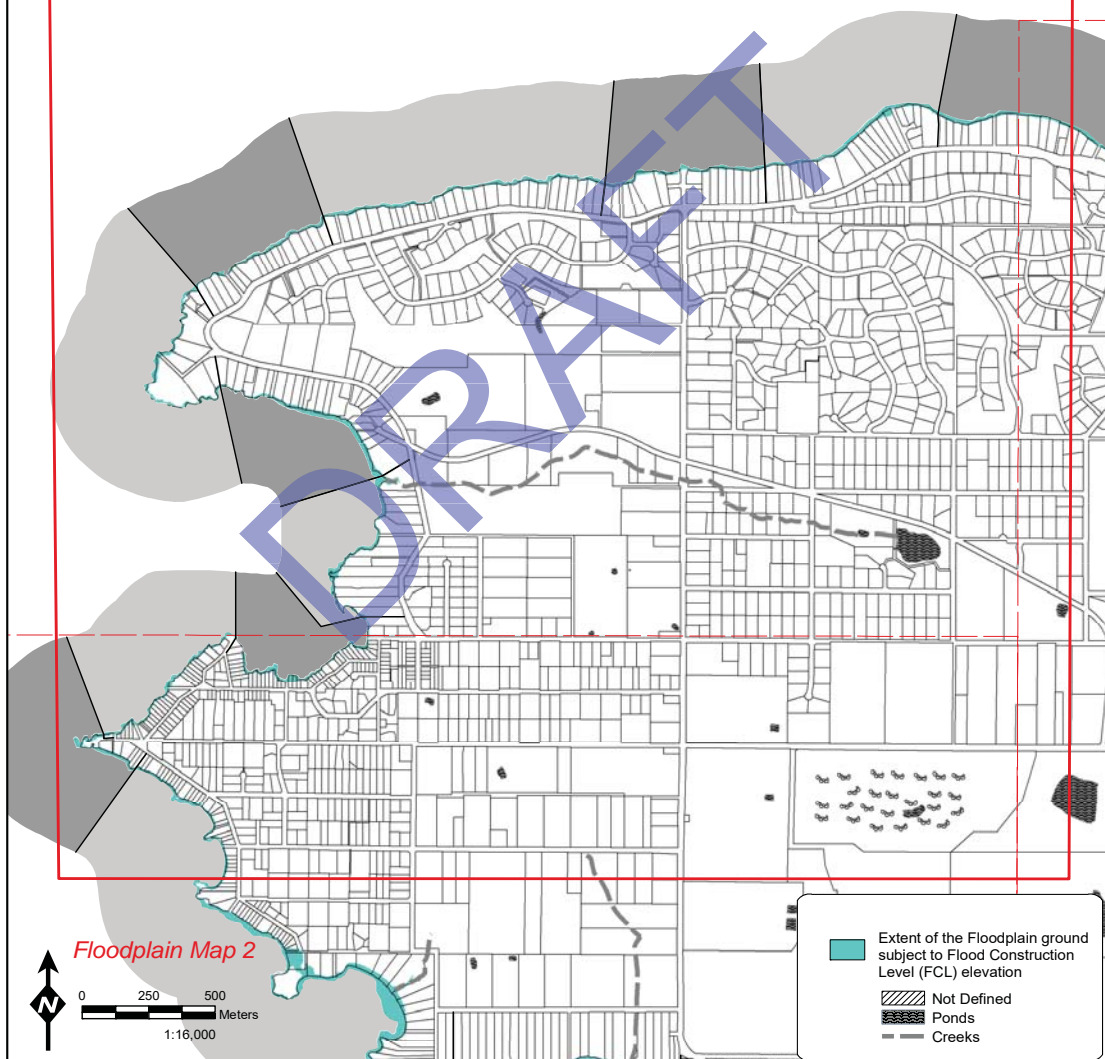 DRAFT
Floodplain Map 2
N
0 250 500
Meters
1:16,000
Extent of the Floodplain ground
subject to Flood Construction
Level (FCL) elevation
Not Defined
Ponds
Creeks